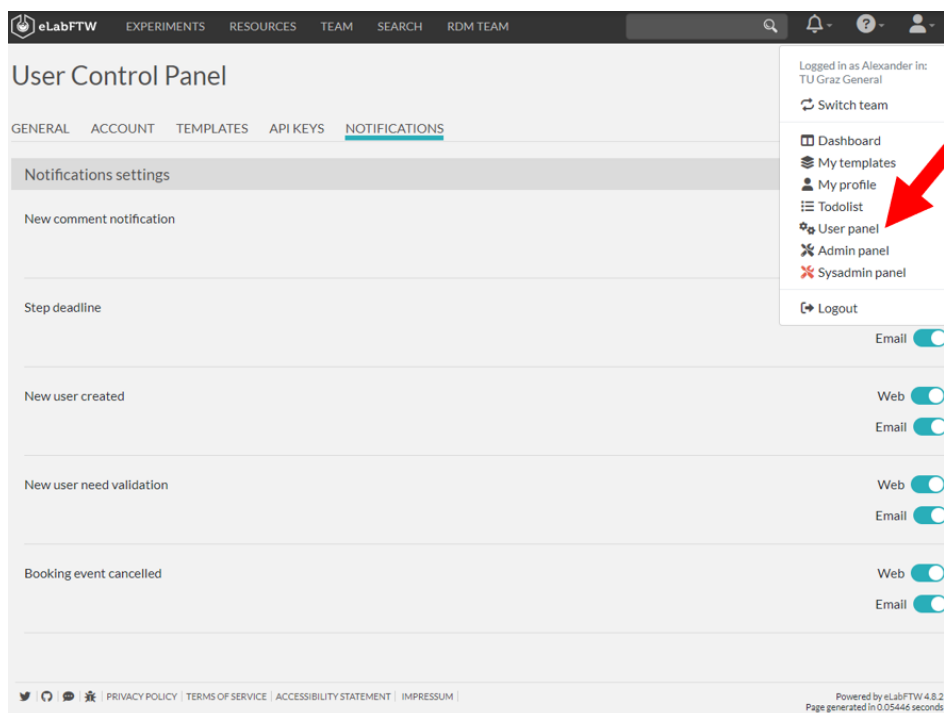 eLabFTW EXPERIMENTS RESOURCES TEAM SEARCH RDM TEAM
Logged in as Alexander in:
TU Graz General
Switch team
Dashboard
My templates
My profile
Todolist
User panel
Admin panel
Sysadmin panel
Logout
User Control Panel
GENERAL ACCOUNT TEMPLATES API KEYS NOTIFICATIONS
Notifications settings
New comment notification
Step deadline
Email
New user created Web
Email
New user need validation Web
Email
Booking event cancelled Web
Email
PRIVACY POLICY | TERMS OF SERVICE | ACCESSIBILITY STATEMENT | IMPRESSUM |
Powered by eLabFTW 4.8.2
Page generated in 0.05446 seconds